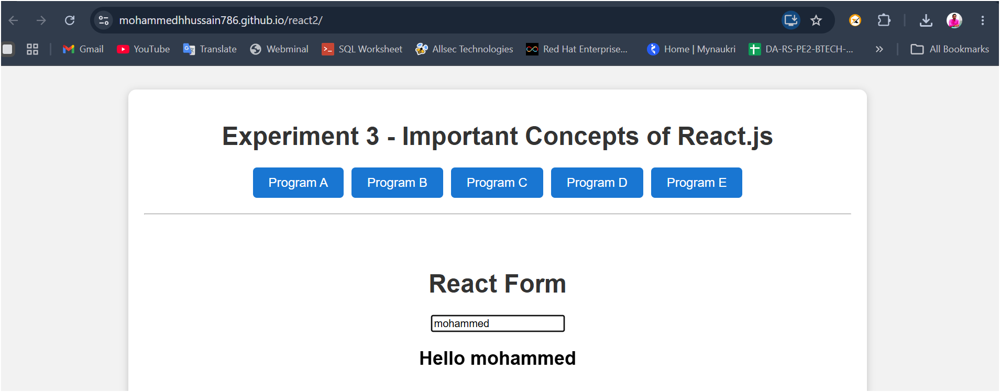 mohammedhhussain786.github.io/react2/
Gmail YouTube Translate Webminal SQL Worksheet Allsec Technologies Red Hat Enterprise... Home | Mynaukri DA-RS-PE2-BTECH-... » All Bookmarks
Experiment 3 - Important Concepts of React.js
Program A Program B Program C Program D Program E
React Form
mohammed
Hello mohammed